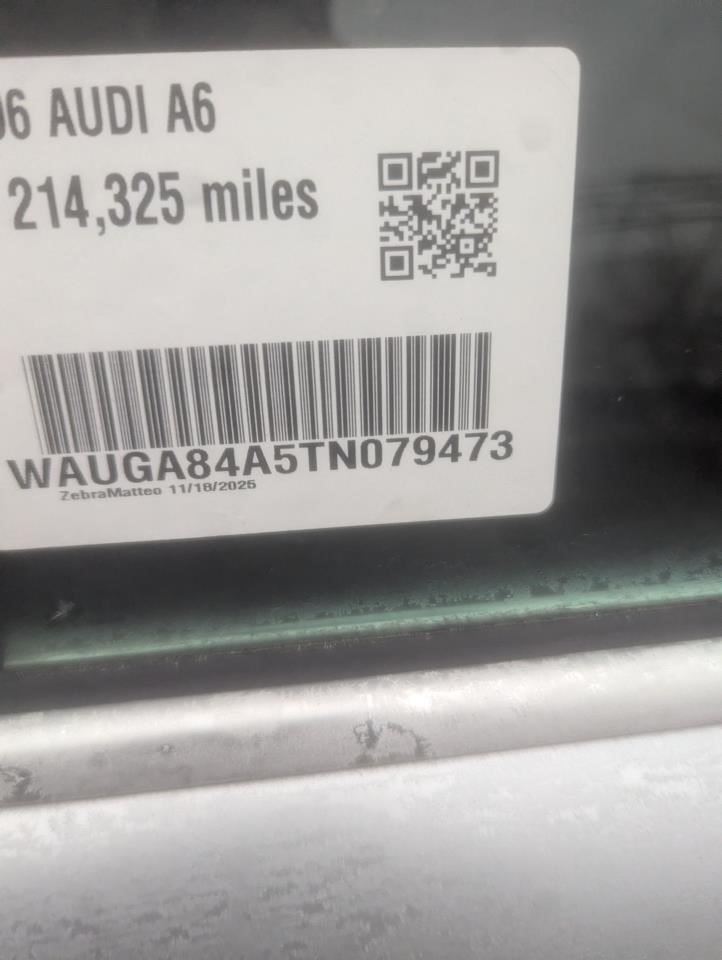 06 AUDI A6
214,325 miles
WAUGA84A5TN079473
ZebraMatteo 11/18/2025